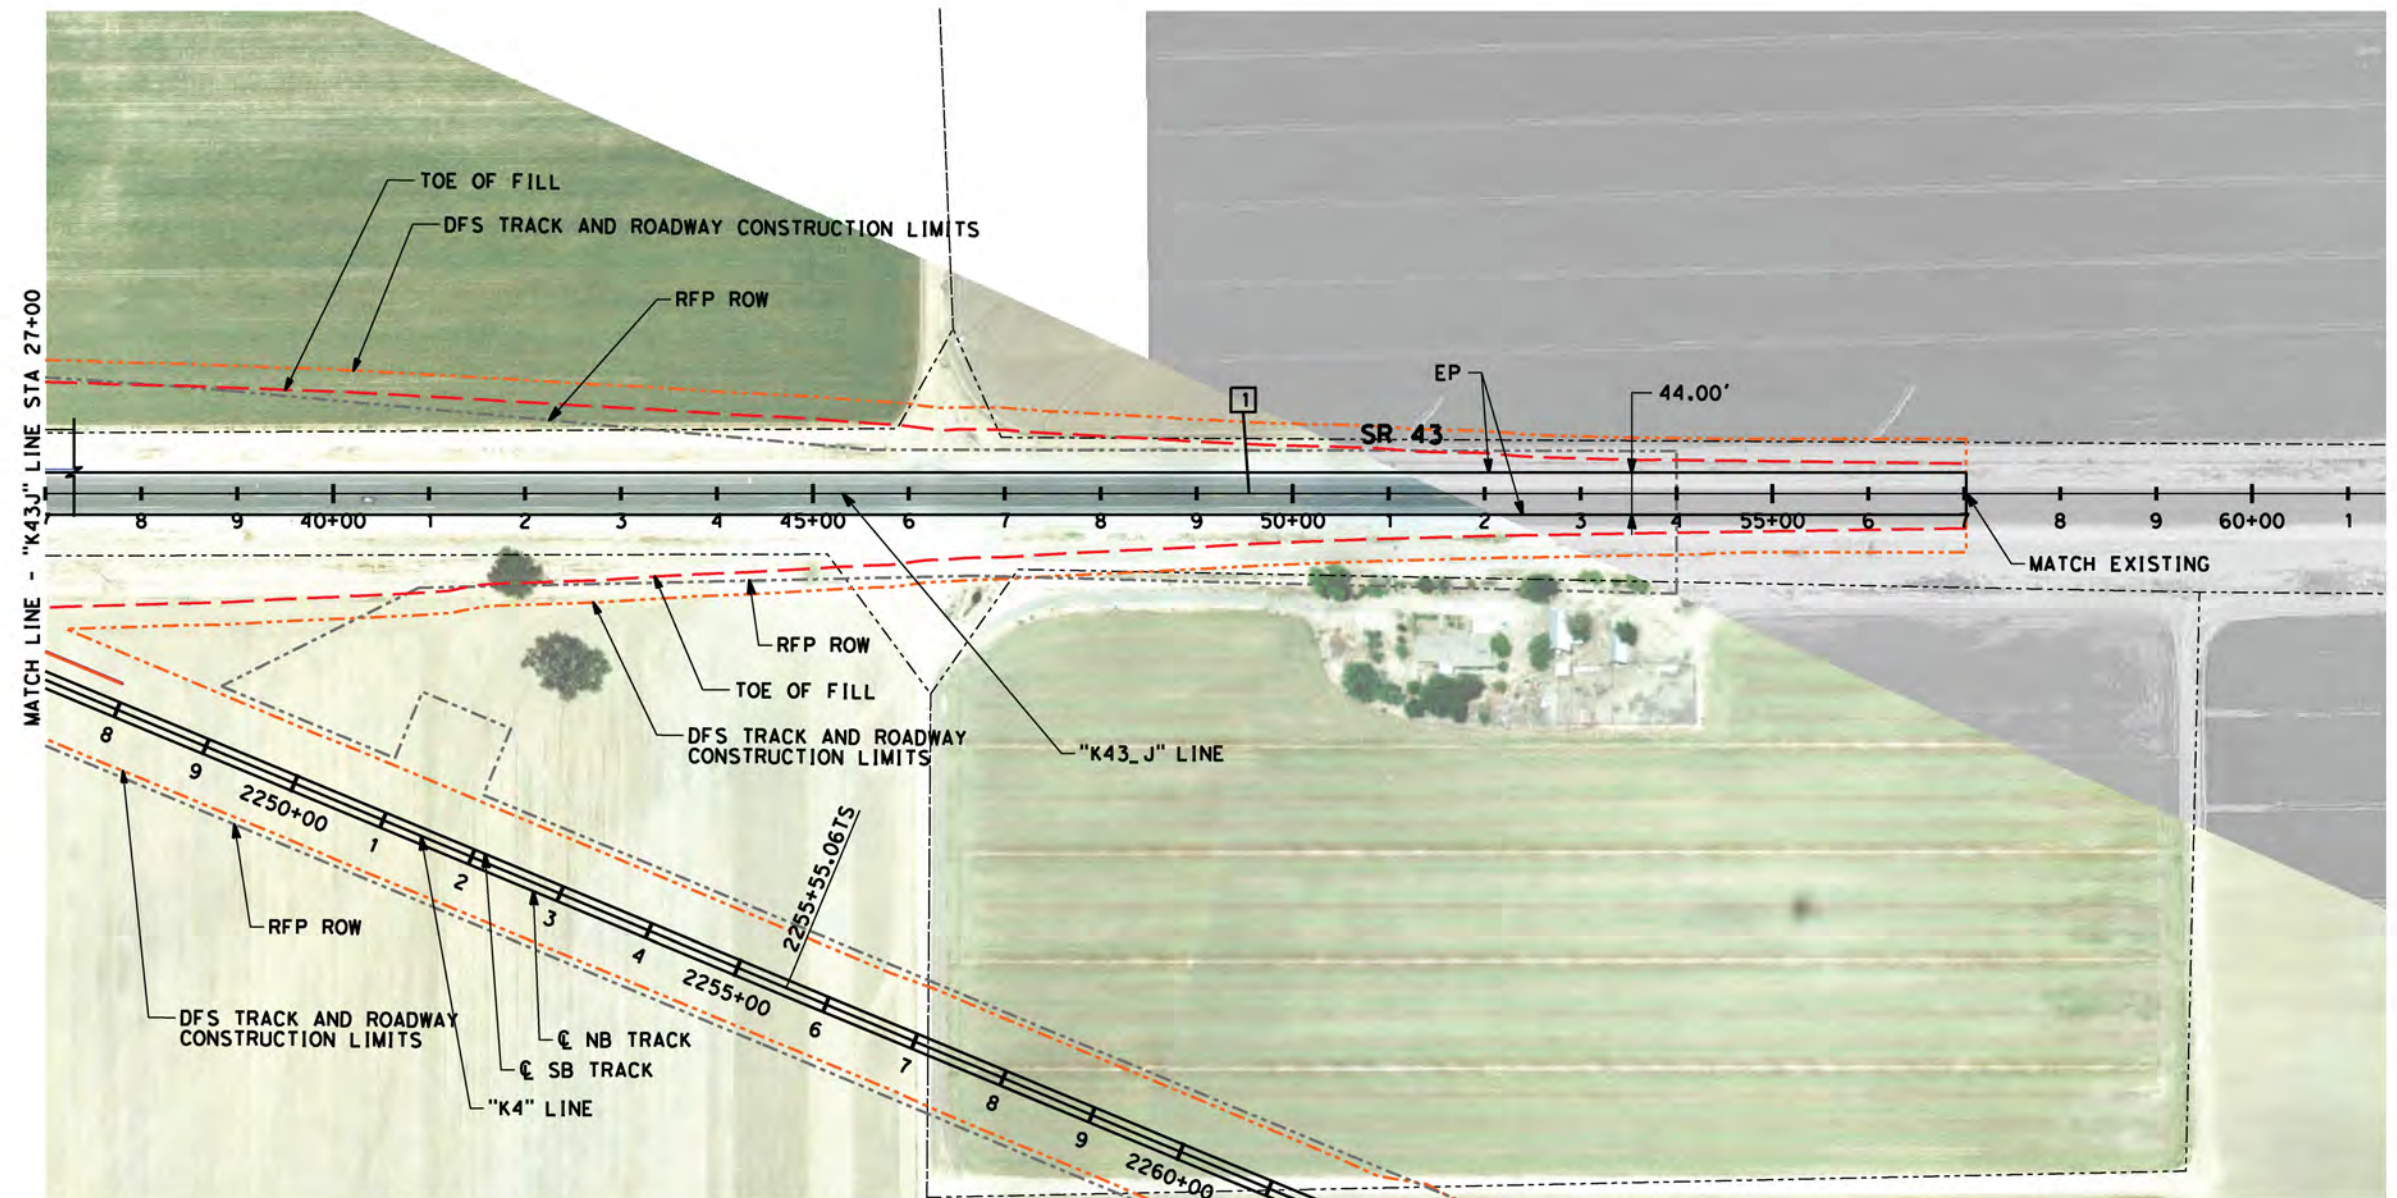 TOE OF FILL
DFS TRACK AND ROADWAY CONSTRUCTION LIMITS
RFP ROW
MATCH LINE - "K43J" LINE STA 27+00
EP
44.00'
1
SR 43
7 8 9 40+00 1 2 3 4 45+00 6 7 8 9 50+00 1 2 3 4 55+00 6 7 8 9 60+00 1
MATCH EXISTING
RFP ROW
TOE OF FILL
DFS TRACK AND ROADWAY
CONSTRUCTION LIMITS
"K43_J" LINE
8 9 2250+00 1 2 3 4 2255+00 6 7 8 9 2260+00
2255+55.06TS
RFP ROW
DFS TRACK AND ROADWAY
CONSTRUCTION LIMITS
℄ NB TRACK
℄ SB TRACK
"K4" LINE